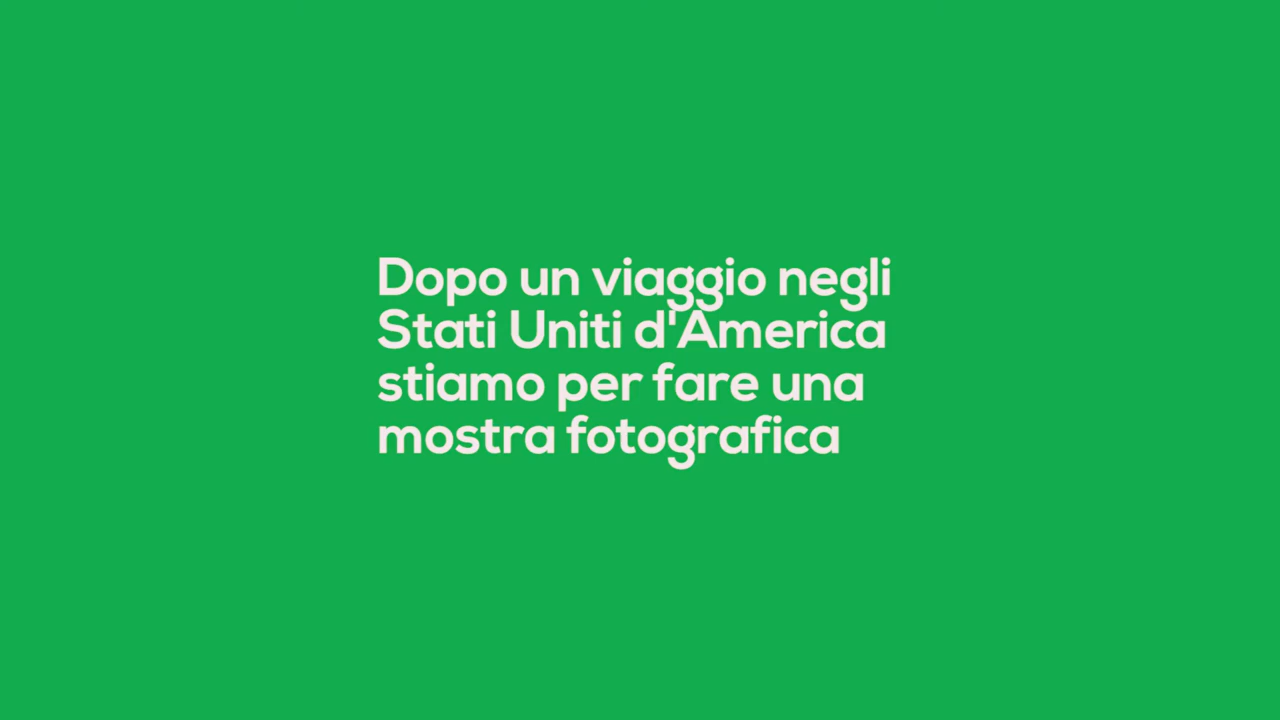 Dopo un viaggio negli
Stati Uniti d'America
stiamo per fare una
mostra fotografica